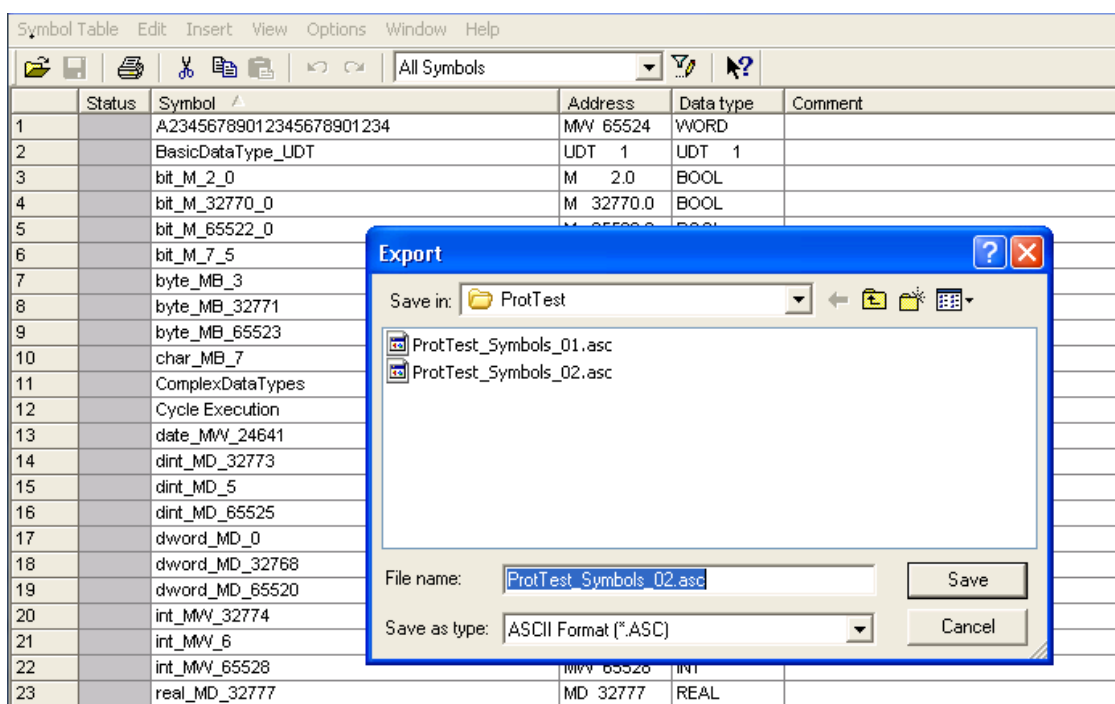 Symbol Table Edit Insert View Options Window Help
All Symbols
Status Symbol Address Data type Comment
1 A23456789012345678901234 MW 65524 WORD
2 BasicDataType_UDT UDT 1 UDT 1
3 bit_M_2_0 M 2.0 BOOL
4 bit_M_32770_0 M 32770.0 BOOL
5 bit_M_65522_0
6 bit_M_7_5
7 byte_MB_3
8 byte_MB_32771
9 byte_MB_65523
10 char_MB_7
11 ComplexDataTypes
12 Cycle Execution
13 date_MW_24641
14 dint_MD_32773
15 dint_MD_5
16 dint_MD_65525
17 dword_MD_0
18 dword_MD_32768
19 dword_MD_65520
20 int_MW_32774
21 int_MW_6
22 int_MW_65528 MW 65528 INT
23 real_MD_32777 MD 32777 REAL
Export
Save in: ProtTest
ProtTest_Symbols_01.asc
ProtTest_Symbols_02.asc
File name: ProtTest_Symbols_02.asc Save
Save as type: ASCII Format (*.ASC) Cancel